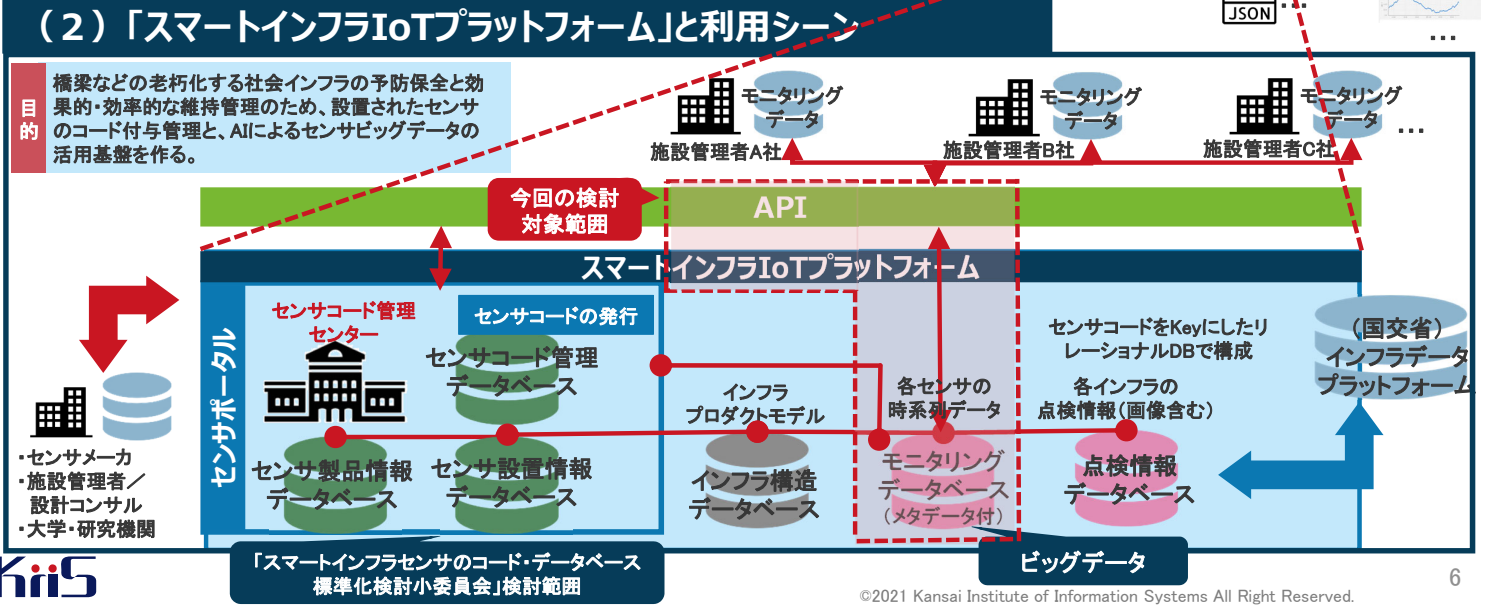 （２）「スマートインフラIoTプラットフォーム」と利用シーン
JSON
…
…
目的
橋梁などの老朽化する社会インフラの予防保全と効
果的・効率的な維持管理のため、設置されたセンサ
のコード付与管理と、AIによるセンサビッグデータの
活用基盤を作る。
モニタリング
データ
施設管理者A社
モニタリング
データ
施設管理者B社
モニタリング
データ
施設管理者C社
…
今回の検討
対象範囲
API
スマートインフラIoTプラットフォーム
センサポータル
センサコード管理
センター
センサコードの発行
センサコード管理
データベース
センサ製品情報
データベース
センサ設置情報
データベース
インフラ
プロダクトモデル
インフラ構造
データベース
各センサの
時系列データ
モニタリング
データベース
（メタデータ付）
センサコードをKeyにしたリ
レーショナルDBで構成
各インフラの
点検情報（画像含む）
点検情報
データベース
（国交省）
インフラデータ
プラットフォーム
・センサメーカ
・施設管理者／
設計コンサル
・大学・研究機関
「スマートインフラセンサのコード・データベース
標準化検討小委員会」検討範囲
ビッグデータ
KiiS
©2021 Kansai Institute of Information Systems All Right Reserved.
6